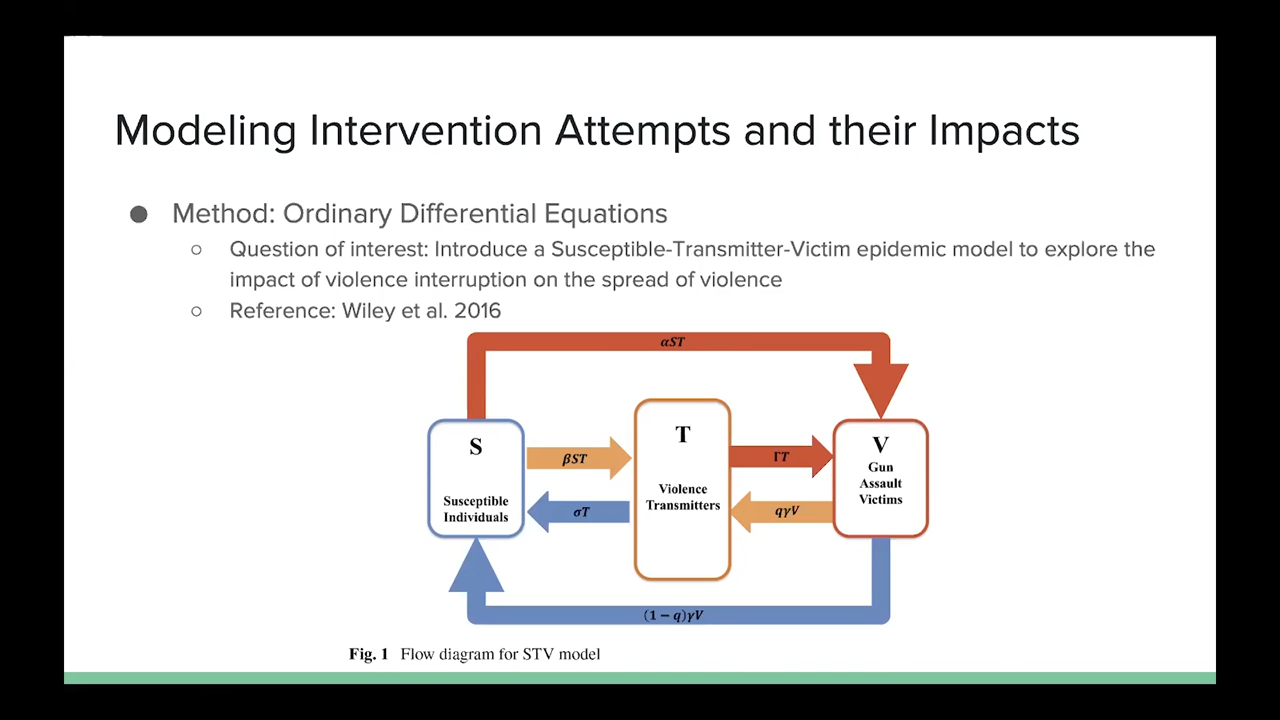 Modeling Intervention Attempts and their Impacts
● Method: Ordinary Differential Equations
○ Question of interest: Introduce a Susceptible-Transmitter-Victim epidemic model to explore the
impact of violence interruption on the spread of violence
○ Reference: Wiley et al. 2016
αST
S
Susceptible
Individuals
βST
σT
T
Violence
Transmitters
ΓT
qγV
V
Gun
Assault
Victims
(1 − q)γV
Fig. 1 Flow diagram for STV model